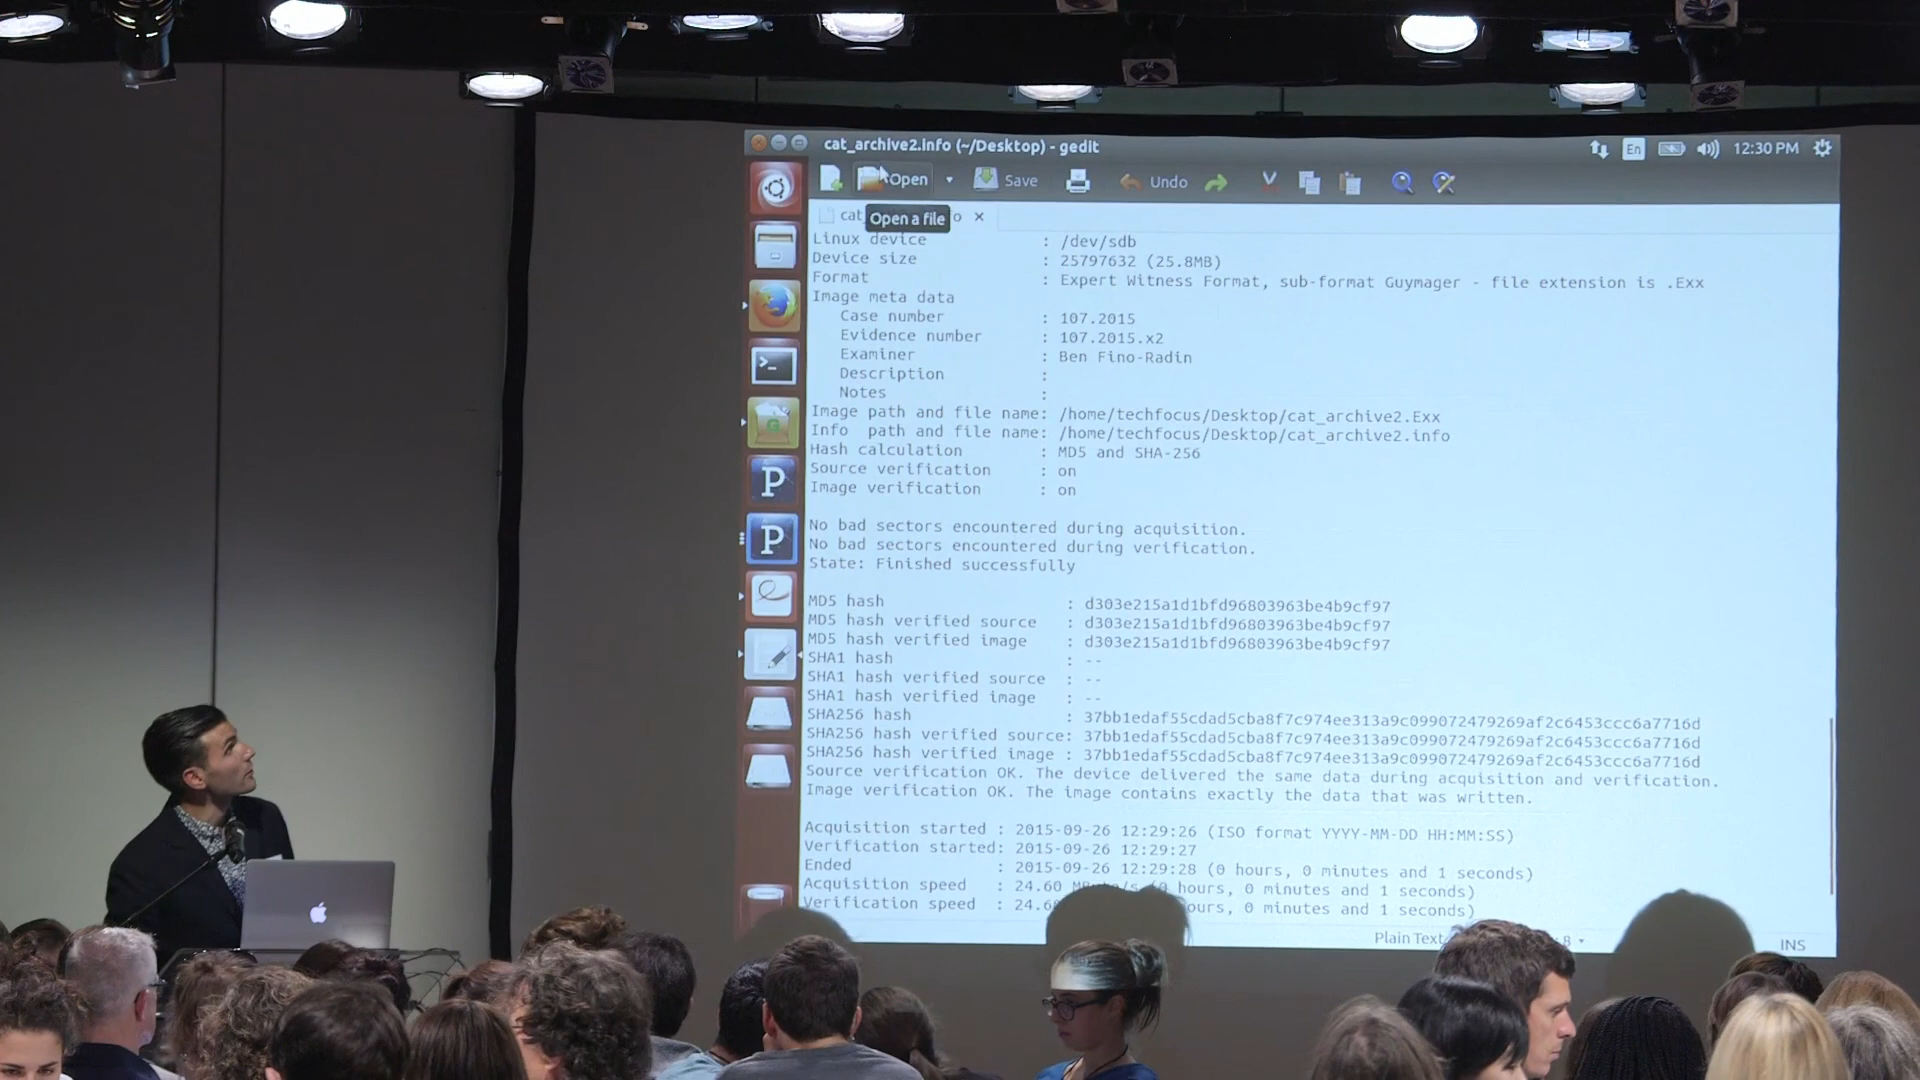 cat_archive2.info (~/Desktop) - gedit
En
12:30 PM
Open
Save
Undo
cat
Open a file
o
Linux device : /dev/sdb
Device size : 25797632 (25.8MB)
Format : Expert Witness Format, sub-format Guymager - file extension is .Exx
Image meta data
Case number : 107.2015
Evidence number : 107.2015.x2
Examiner : Ben Fino-Radin
Description :
Notes :
Image path and file name: /home/techfocus/Desktop/cat_archive2.Exx
Info path and file name: /home/techfocus/Desktop/cat_archive2.info
Hash calculation : MD5 and SHA-256
Source verification : on
Image verification : on
No bad sectors encountered during acquisition.
No bad sectors encountered during verification.
State: Finished successfully
MD5 hash : d303e215a1d1bfd96803963be4b9cf97
MD5 hash verified source : d303e215a1d1bfd96803963be4b9cf97
MD5 hash verified image : d303e215a1d1bfd96803963be4b9cf97
SHA1 hash : --
SHA1 hash verified source : --
SHA1 hash verified image : --
SHA256 hash : 37bb1edaf55cdad5cba8f7c974ee313a9c099072479269af2c6453ccc6a7716d
SHA256 hash verified source: 37bb1edaf55cdad5cba8f7c974ee313a9c099072479269af2c6453ccc6a7716d
SHA256 hash verified image : 37bb1edaf55cdad5cba8f7c974ee313a9c099072479269af2c6453ccc6a7716d
Source verification OK. The device delivered the same data during acquisition and verification.
Image verification OK. The image contains exactly the data that was written.
Acquisition started : 2015-09-26 12:29:26 (ISO format YYYY-MM-DD HH:MM:SS)
Verification started: 2015-09-26 12:29:27
Ended : 2015-09-26 12:29:28 (0 hours, 0 minutes and 1 seconds)
Acquisition speed : 24.60 hours, 0 minutes and 1 seconds)
Verification speed : 24.6 ours, 0 minutes and 1 seconds)
Plain Text
8
INS
P
P